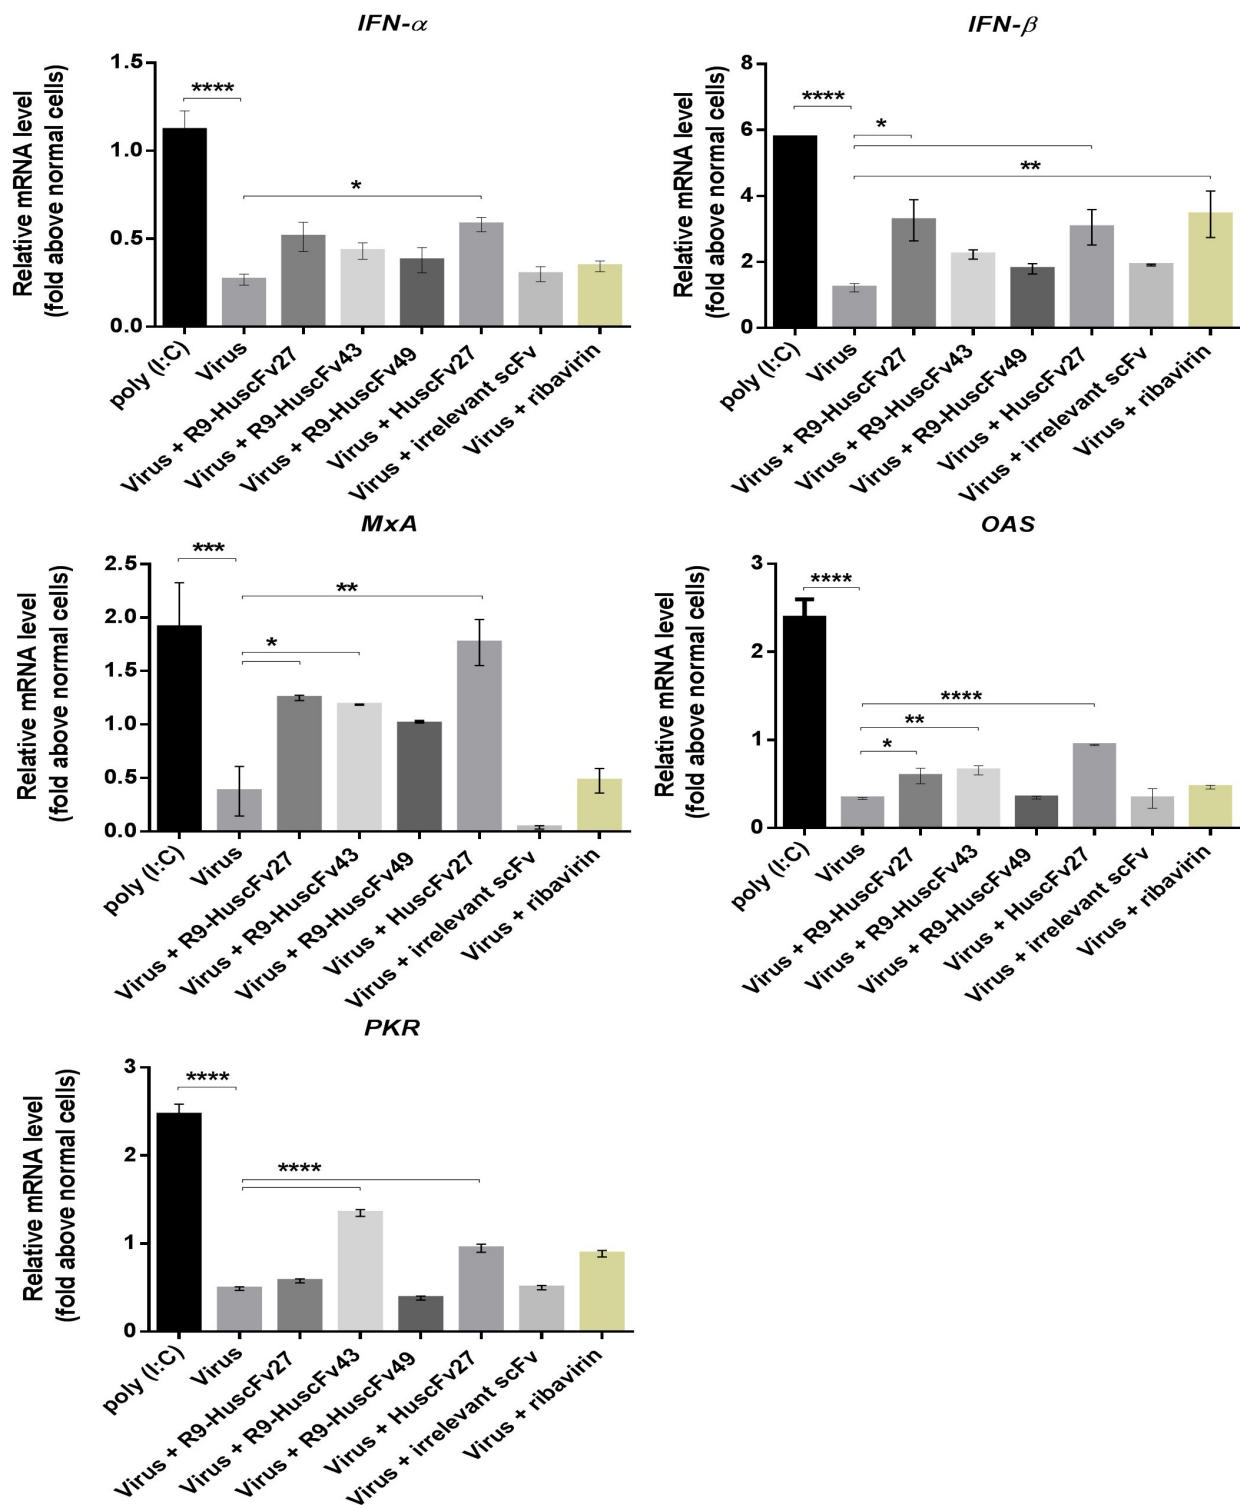 IFN-α
Relative mRNA level
(fold above normal cells)
1.5
1.0
0.5
0.0
****
*
poly (I:C)
Virus
Virus + R9-HuscFv27
Virus + R9-HuscFv43
Virus + R9-HuscFv49
Virus + HuscFv27
Virus + irrelevant scFv
Virus + ribavirin
IFN-β
Relative mRNA level
(fold above normal cells)
8
6
4
2
0
****
*
**
poly (I:C)
Virus
Virus + R9-HuscFv27
Virus + R9-HuscFv43
Virus + R9-HuscFv49
Virus + HuscFv27
Virus + irrelevant scFv
Virus + ribavirin
MxA
Relative mRNA level
(fold above normal cells)
2.5
2.0
1.5
1.0
0.5
0.0
***
**
*
poly (I:C)
Virus
Virus + R9-HuscFv27
Virus + R9-HuscFv43
Virus + R9-HuscFv49
Virus + HuscFv27
Virus + irrelevant scFv
Virus + ribavirin
OAS
Relative mRNA level
(fold above normal cells)
3
2
1
0
****
****
**
*
poly (I:C)
Virus
Virus + R9-HuscFv27
Virus + R9-HuscFv43
Virus + R9-HuscFv49
Virus + HuscFv27
Virus + irrelevant scFv
Virus + ribavirin
PKR
Relative mRNA level
(fold above normal cells)
3
2
1
0
****
****
poly (I:C)
Virus
Virus + R9-HuscFv27
Virus + R9-HuscFv43
Virus + R9-HuscFv49
Virus + HuscFv27
Virus + irrelevant scFv
Virus + ribavirin